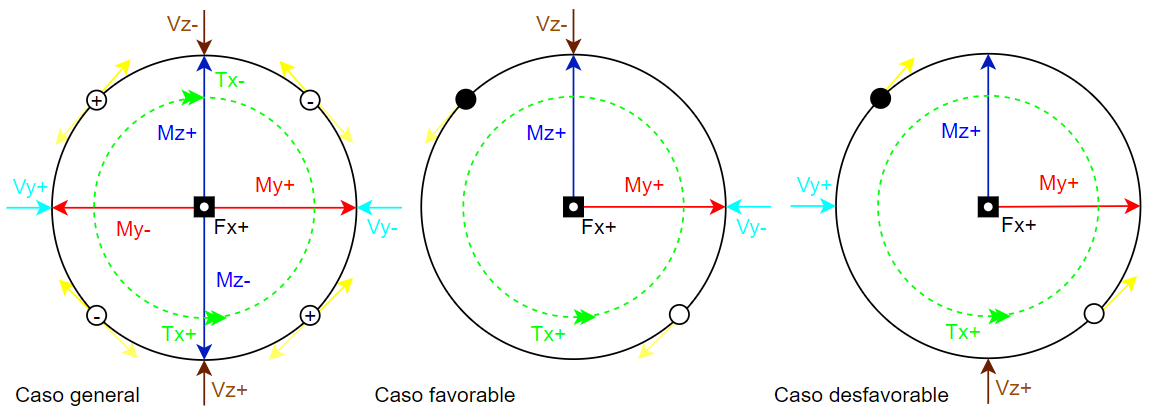 Vz-
+
-
Tx-
Mz+
Vy+
My+
My-
Fx+
Vy-
Mz-
-
+
Tx+
Vz+
Caso general
Vz-
Mz+
My+
Fx+
Vy-
Tx+
Caso favorable
Mz+
Vy+
My+
Fx+
Tx+
Vz+
Caso desfavorable